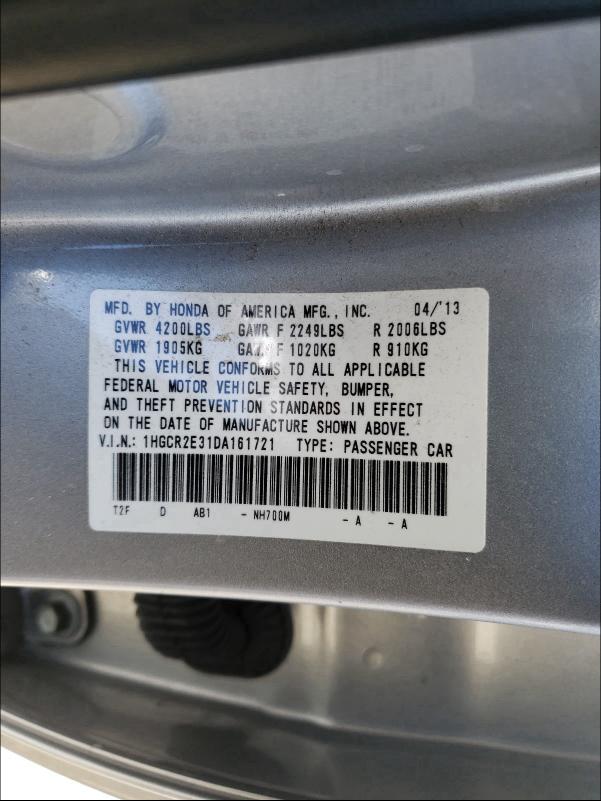 MFD. BY HONDA OF AMERICA MFG., INC. 04/'13
GVWR 4200LBS GAWR F 2249LBS R 2006LBS
GVWR 1905KG F 1020KG R 910KG
THIS VEHICLE CONFORMS TO ALL APPLICABLE
FEDERAL MOTOR VEHICLE SAFETY, BUMPER,
AND THEFT PREVENTION STANDARDS IN EFFECT
ON THE DATE OF MANUFACTURE SHOWN ABOVE.
V.I.N.: 1HGCR2E31DA161721 TYPE: PASSENGER CAR
T2F D AB1 - NH700M - A - A